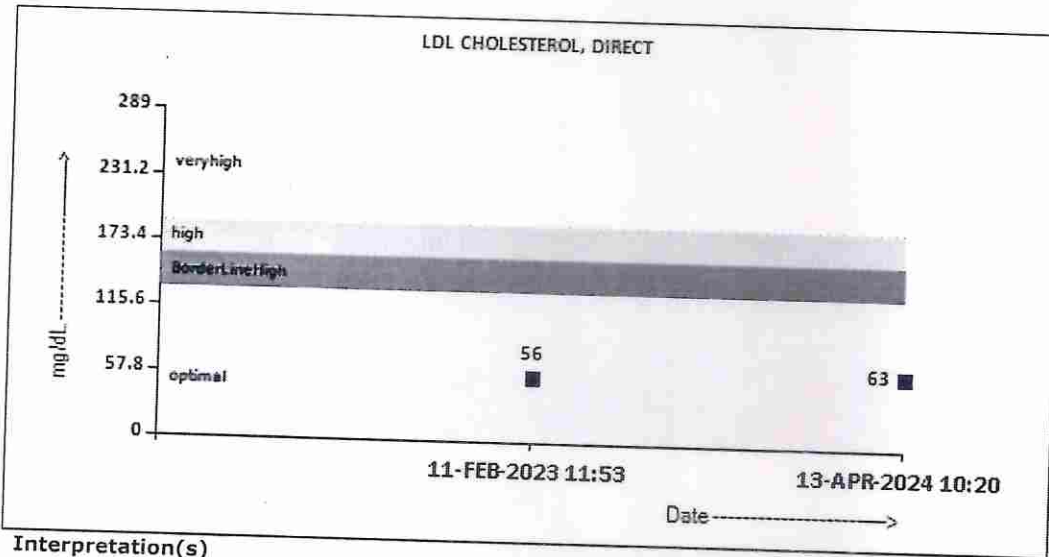 LDL CHOLESTEROL, DIRECT
289
231.2
173.4
115.6
57.8
0
mg/dL
veryhigh
high
BorderLineHigh
optimal
56
63
11-FEB-2023 11:53
13-APR-2024 10:20
Date
Interpretation(s)